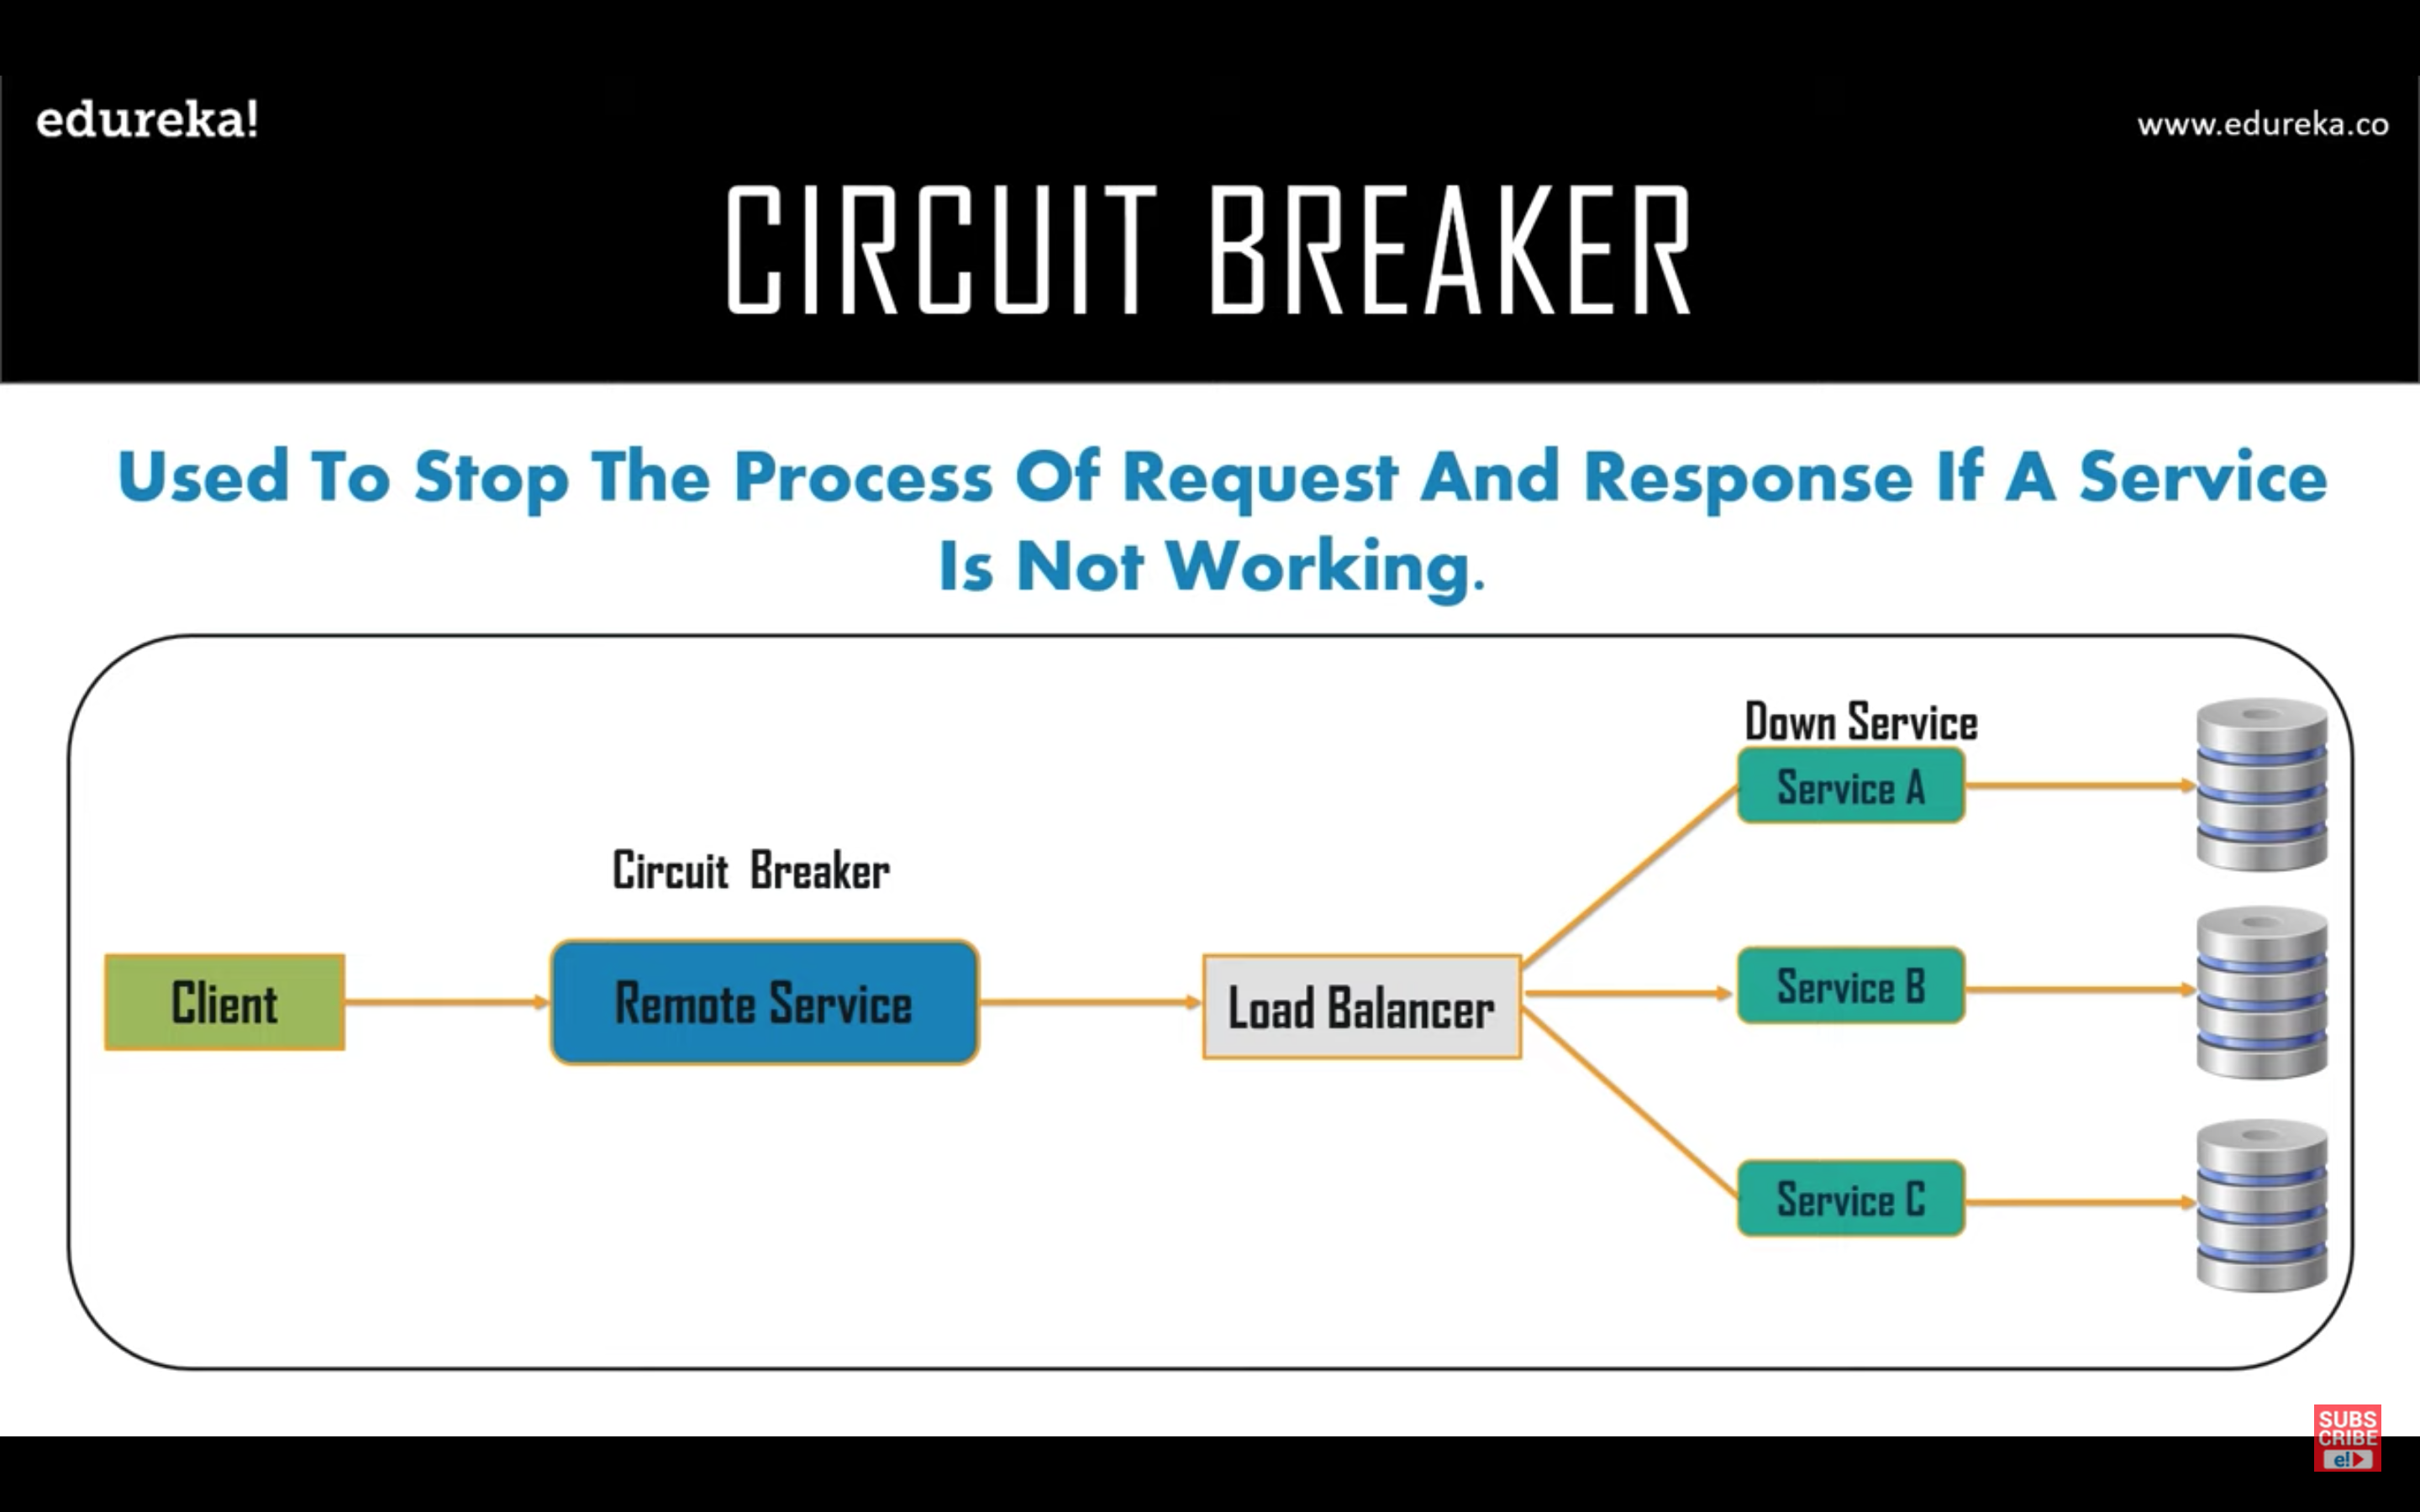 edureka!
www.edureka.co
CIRCUIT BREAKER
Used To Stop The Process Of Request And Response If A Service
Is Not Working.
Down Service
Service A
Circuit Breaker
Client
Remote Service
Load Balancer
Service B
Service C
SUBS
CRIBE
e!